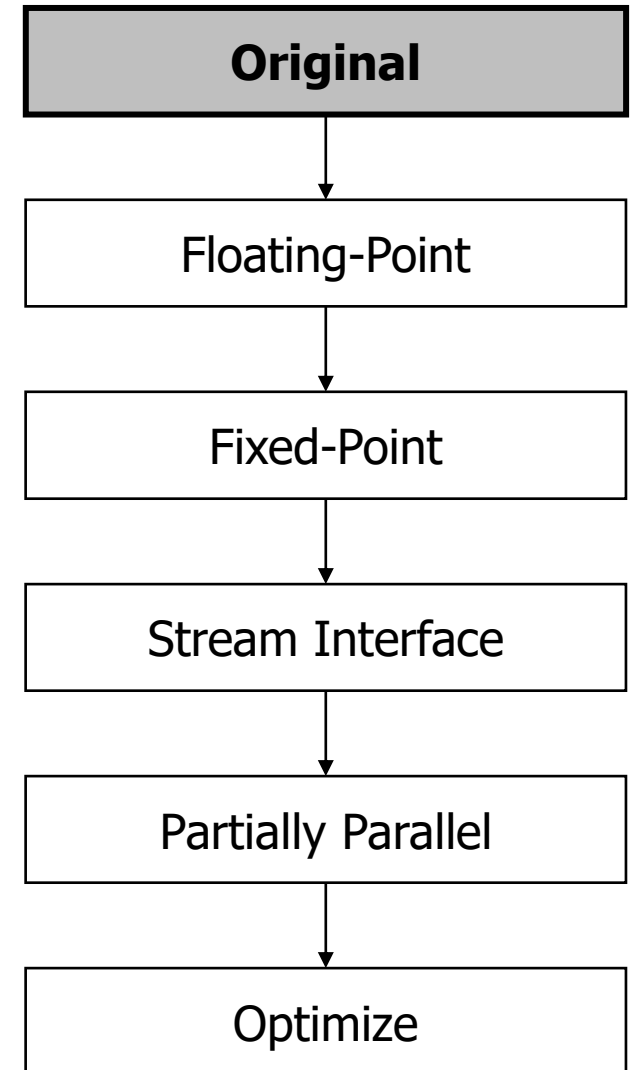 Original
Floating-Point
Fixed-Point
Stream Interface
Partially Parallel
Optimize